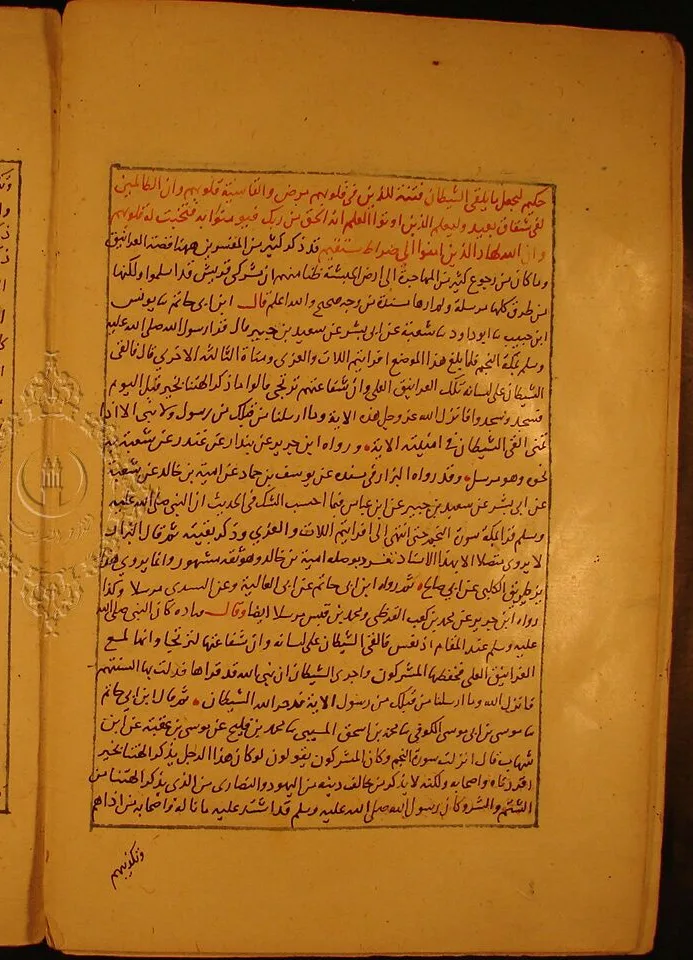 حكيم ليجعل ما يلقى الشيطان فتنة للذين في قلوبهم مرض والقاسية قلوبهم وان الظالمين
لفي شقاق بعيد وليعلم الذين اوتوا العلم انه الحق من ربك فيومنوا به فتخبت له قلوبهم
وان الله لهاد الذين امنوا الى صراط مستقيم قد ذكر كثير من المفسرين ههنا قصة الغرانيق
وما كان من رجوع كثير من المهاجرة الى ارض الحبشة ظنا منهم ان مشركي قريش قد اسلموا ولكنها
من طرق كلها مرسلة ولم ارها مسندة من وجه صحيح والله اعلم قال ابن ابي حاتم ثنا يونس
ابن حبيب ثنا ابو داود ثنا شعبة عن ابي بشر عن سعيد بن جبير قال قرا رسول الله صلى الله عليه
وسلم بمكة النجم فلما بلغ هذا الموضع افرايتم اللات والعزى ومناة الثالثة الاخرى قال فالقى
الشيطان على لسانه تلك الغرانيق العلى وان شفاعتهم ترتجى قالوا ما ذكر الهتنا بخير قبل اليوم
فسجد وسجدوا فانزل الله عز وجل هذه الاية وما ارسلنا من قبلك من رسول ولا نبي الا اذا
تمنى القى الشيطان في امنيته الاية ورواه ابن جرير عن بندار عن غندر عن شعبة به
نحوه وهو مرسل وقد رواه البزار في مسنده عن يوسف بن حماد عن امية بن خالد عن شعبة
عن ابي بشر عن سعيد بن جبير عن ابن عباس فيما احسب الشك في الحديث ان النبي صلى الله عليه
وسلم قرا بمكة سورة النجم حتى انتهى الى افرايتم اللات والعزى وذكر بقيته ثم قال البزار
لا يروى متصلا الا بهذا الاسناد تفرد بوصله امية بن خالد وهو ثقة مشهور وانما يروى هذا
من طريق الكلبي عن ابي صالح ثم رواه ابن ابي حاتم عن ابي العالية وعن السدى مرسلا وكذا
رواه ابن جرير عن محمد بن كعب القرظي ومحمد بن قيس مرسلا ايضا وقال قتاده كان النبي صلى الله
عليه وسلم عند المقام اذ نعس فالقى الشيطان على لسانه وان شفاعتها لترتجا وانها لمع
الغرانيق العلى فحفظها المشركون واجرى الشيطان ان نبي الله قد قراها فذلت بها السنتهم
فانزل الله وما ارسلنا من قبلك من رسول الاية فدحر الله الشيطان ثم قال ابن ابي حاتم
ثنا موسى بن ابي موسى الكوفي ثنا محمد بن اسحق المسيبي ثنا محمد بن فليح عن موسى بن عقبة عن ابن
شهاب قال انزلت سورة النجم وكان المشركون يقولون لو كان هذا الرجل يذكر الهتنا بخير
اقررناه واصحابه ولكنه لا يذكر من خالف دينه من اليهود والنصارى من الذى يذكر الهتنا من
الشتم والشر وكان رسول الله صلى الله عليه وسلم قد اشتد عليه ما ناله واصحابه من اذاهم
وتكذيبهم